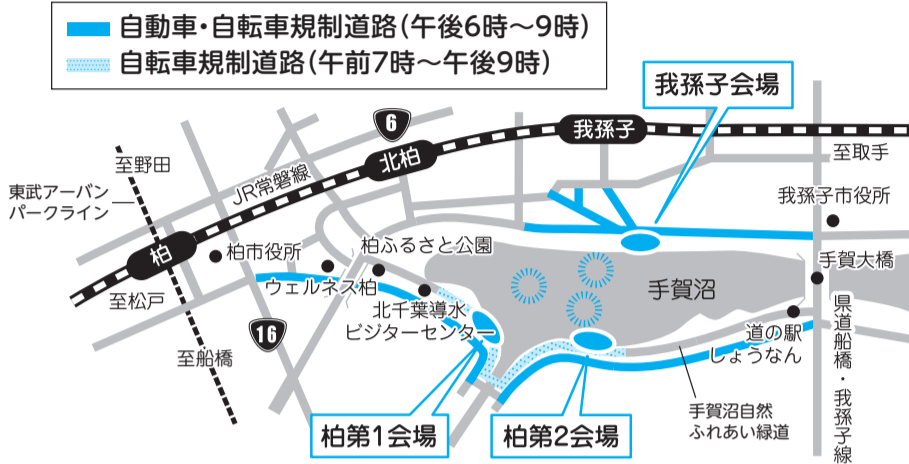 自動車・自転車規制道路(午後6時〜9時)
自転車規制道路(午前7時〜午後9時)
我孫子会場
6
我孫子
北柏
至取手
至野田
JR常磐線
東武アーバン
パークライン
我孫子市役所
柏
柏市役所
柏ふるさと公園
手賀大橋
ウェルネス柏
手賀沼
至松戸
北千葉導水
ビジターセンター
16
道の駅
しょうなん
県道船橋・我孫子線
至船橋
手賀沼自然
ふれあい緑道
柏第1会場
柏第2会場